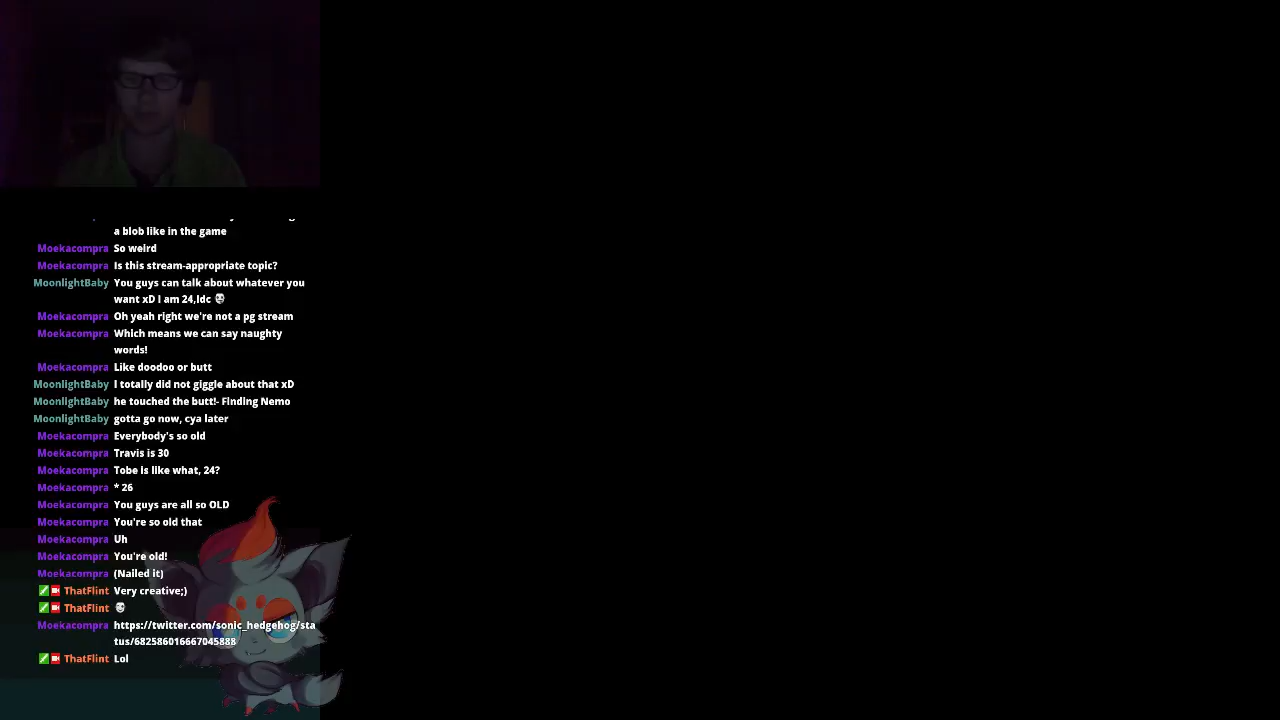 a blob like in the game
Moekacompra So weird
Moekacompra Is this stream-appropriate topic?
MoonlightBaby You guys can talk about whatever you
want xD I am 24,Idc
Moekacompra Oh yeah right we're not a pg stream
Moekacompra Which means we can say naughty
words!
Moekacompra Like doodoo or butt
MoonlightBaby I totally did not giggle about that xD
MoonlightBaby he touched the butt!- Finding Nemo
MoonlightBaby gotta go now, cya later
Moekacompra Everybody's so old
Moekacompra Travis is 30
Moekacompra Tobe is like what, 24?
Moekacompra * 26
Moekacompra You guys are all so OLD
Moekacompra You're so old that
Moekacompra Uh
Moekacompra You're old!
Moekacompra (Nailed it)
ThatFlint Very creative;)
ThatFlint
Moekacompra https://twitter.com/sonic_hedgehog/sta
tus/682586016667045888
ThatFlint Lol